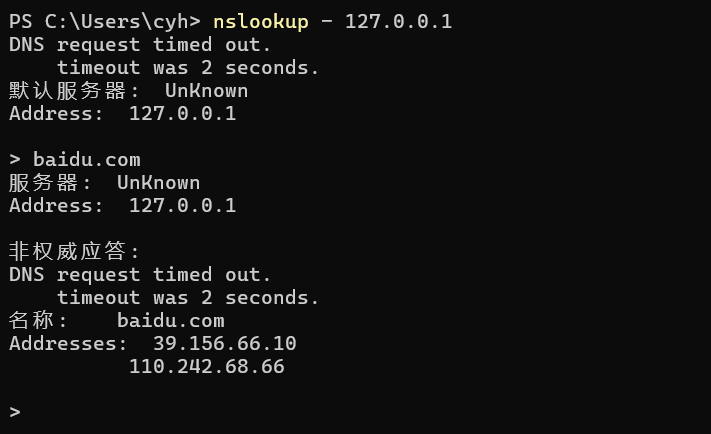 PS C:\Users\cyh> nslookup - 127.0.0.1
DNS request timed out.
    timeout was 2 seconds.
默认服务器:  UnKnown
Address:  127.0.0.1

> baidu.com
服务器:  UnKnown
Address:  127.0.0.1

非权威应答:
DNS request timed out.
    timeout was 2 seconds.
名称:    baidu.com
Addresses:  39.156.66.10
          110.242.68.66

>